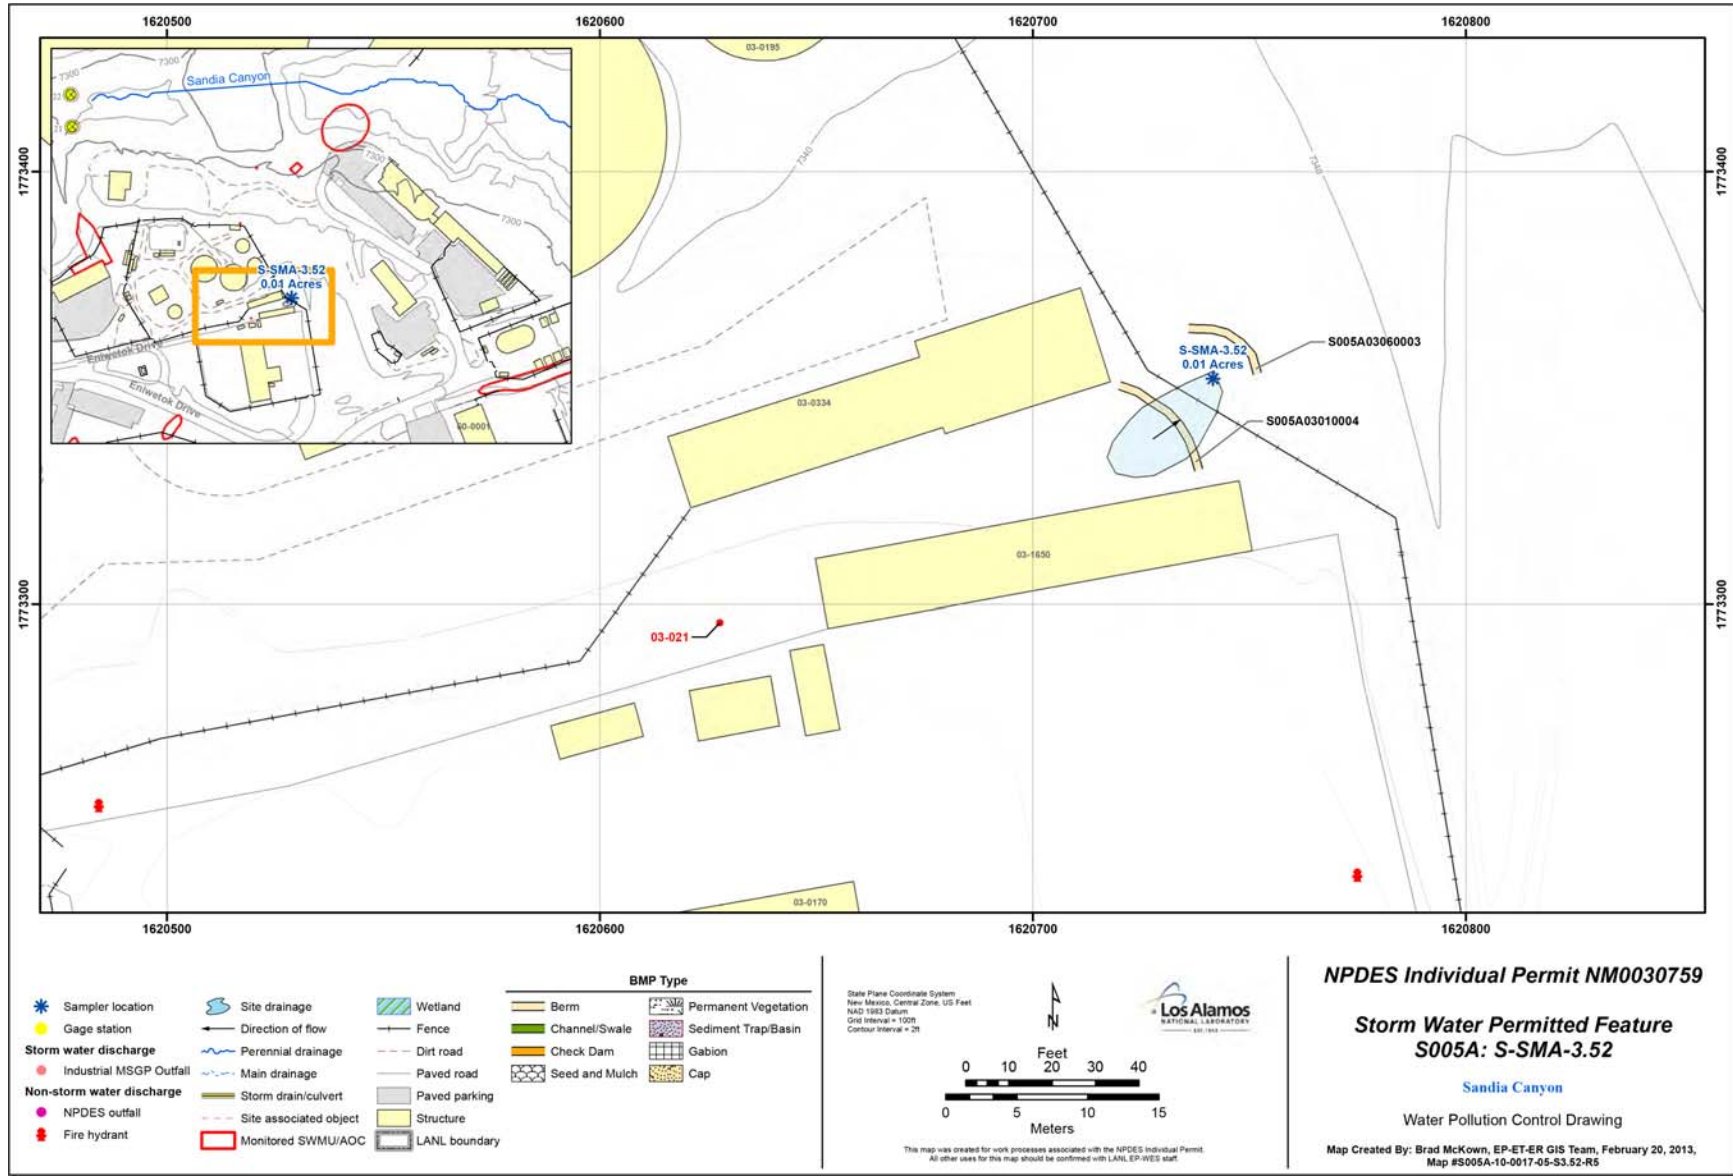 1620500
1620600
1620700
1620800
03-0195
7300
7300
Sandia Canyon
7300
7300
S-SMA-3.52
0.01 Acres
Eniwetok Drive
Eniwetok Drive
60-0001
1773400
1773400
7340
7340
S005A03060003
S-SMA-3.52
0.01 Acres
S005A03010004
03-0334
03-1650
1773300
1773300
03-021
03-0170
1620500
1620600
1620700
1620800
Sampler location
Gage station
Storm water discharge
Industrial MSGP Outfall
Non-storm water discharge
NPDES outfall
Fire hydrant
Site drainage
Direction of flow
Perennial drainage
Main drainage
Storm drain/culvert
Site associated object
Monitored SWMU/AOC
Wetland
Fence
Dirt road
Paved road
Paved parking
Structure
LANL boundary
BMP Type
Berm
Channel/Swale
Check Dam
Seed and Mulch
Permanent Vegetation
Sediment Trap/Basin
Gabion
Cap
State Plane Coordinate System
New Mexico, Central Zone, US Feet
NAD 1983 Datum
Grid Interval = 100ft
Contour Interval = 2ft
N
Los Alamos
NATIONAL LABORATORY
EST. 1943
Feet
0 10 20 30 40
0 5 10 15
Meters
This map was created for work processes associated with the NPDES Individual Permit.
All other uses for this map should be confirmed with LANL EP-WES staff.
NPDES Individual Permit NM0030759
Storm Water Permitted Feature
S005A: S-SMA-3.52
Sandia Canyon
Water Pollution Control Drawing
Map Created By: Brad McKown, EP-ET-ER GIS Team, February 20, 2013,
Map #S005A-10-0017-05-S3.52-R5